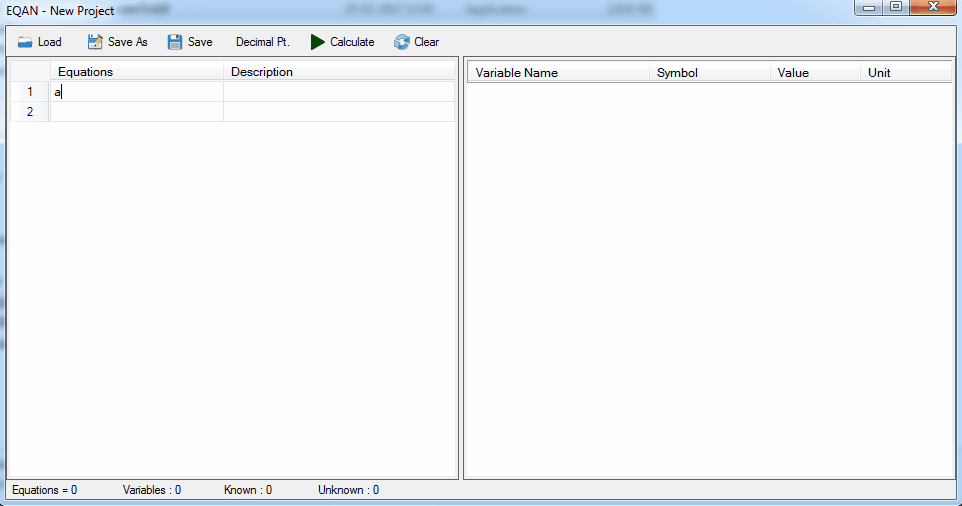 EQAN - New Project
Load Save As Save Decimal Pt. Calculate Clear
Equations Description Variable Name Symbol Value Unit
1 a
2
Equations = 0 Variables : 0 Known : 0 Unknown : 0